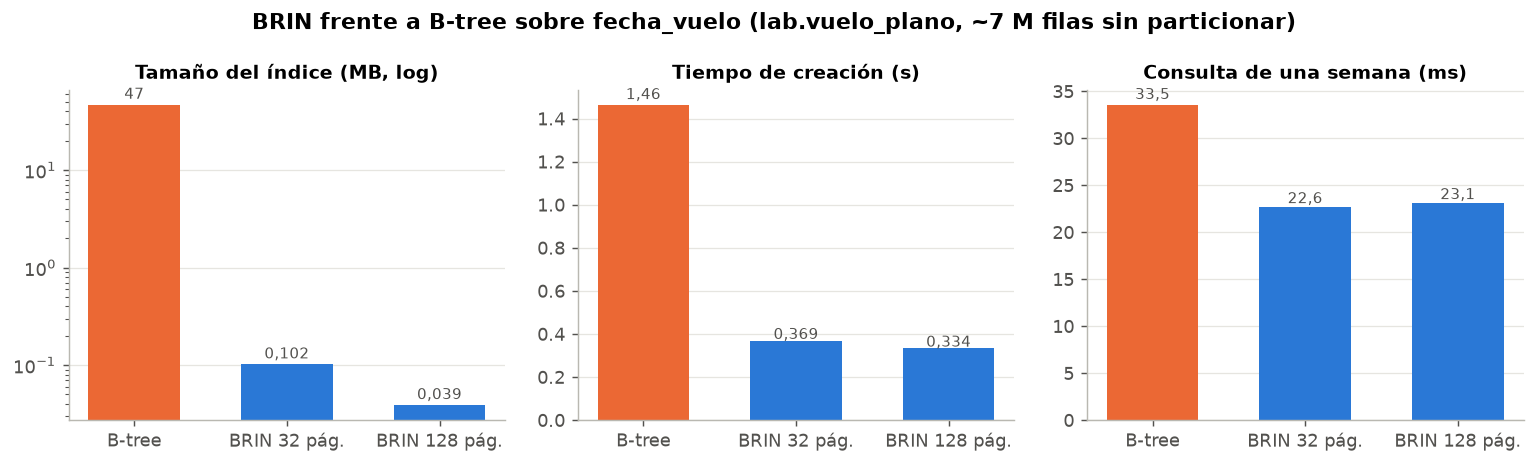 BRIN frente a B-tree sobre fecha_vuelo (lab.vuelo_plano, ~7 M filas sin particionar)
Tamaño del índice (MB, log)
47
10¹
10⁰
0,102
10⁻¹
0,039
B-tree
BRIN 32 pág.
BRIN 128 pág.
Tiempo de creación (s)
1,46
1.4
1.2
1.0
0.8
0.6
0.4
0,369
0,334
0.2
0.0
B-tree
BRIN 32 pág.
BRIN 128 pág.
Consulta de una semana (ms)
35
33,5
30
25
22,6
23,1
20
15
10
5
0
B-tree
BRIN 32 pág.
BRIN 128 pág.